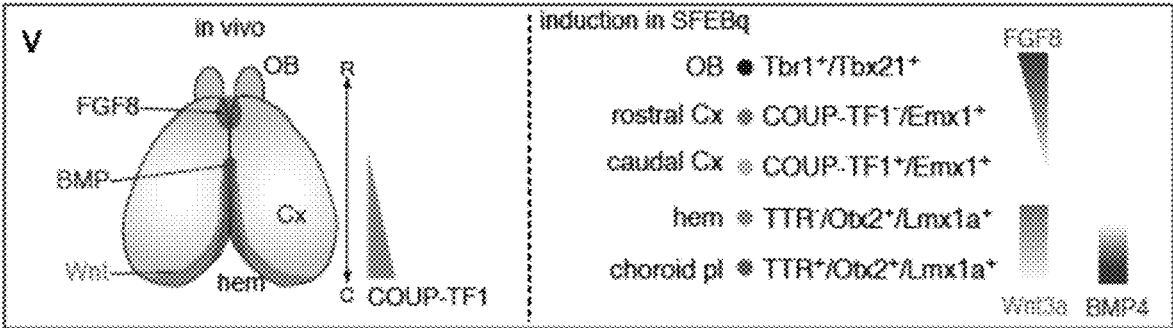 V
in vivo
OB
R
FGF8
BMP
Cx
Wnt
hem
C
COUP-TF1
induction in SFEBq
FGF8
OB ● Tbr1⁺/Tbx21⁺
rostral Cx ● COUP-TF1⁻/Emx1⁺
caudal Cx ● COUP-TF1⁺/Emx1⁺
hem ● TTR⁻/Otx2⁺/Lmx1a⁺
choroid pl ● TTR⁺/Otx2⁺/Lmx1a⁺
Wnt3a BMP4